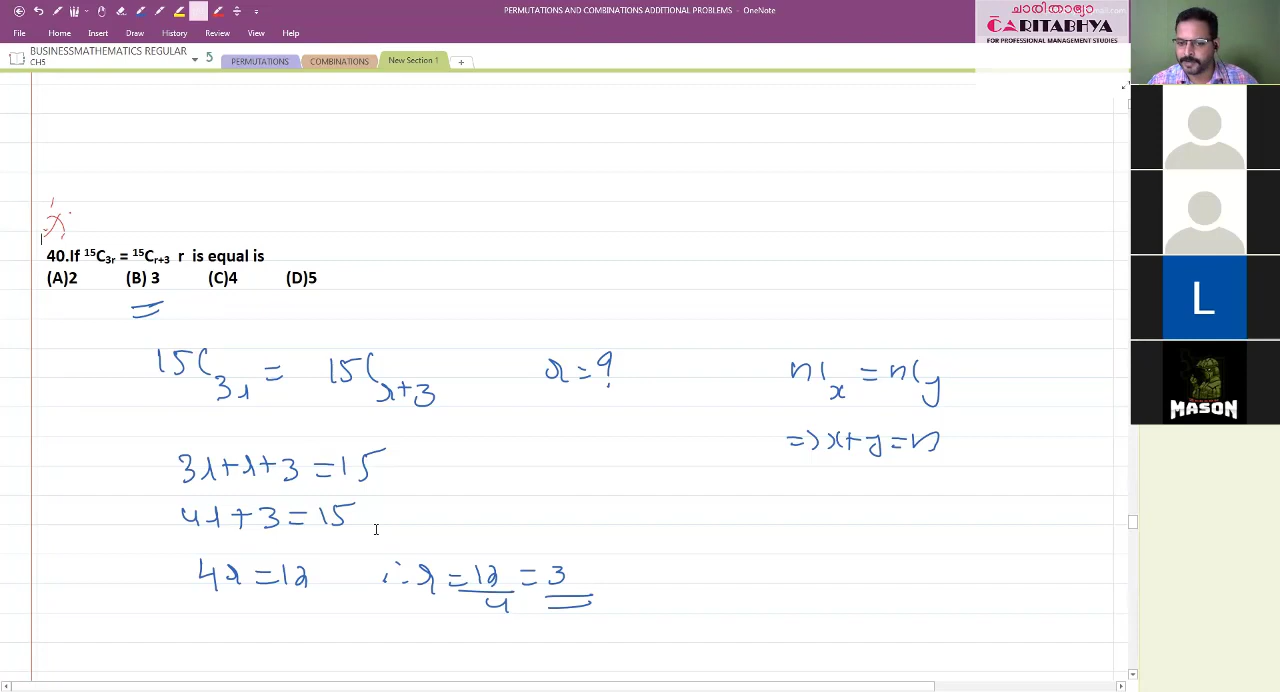 PERMUTATIONS AND COMBINATIONS ADDITIONAL PROBLEMS - OneNote
ചാരിതാഭ്യാ
CARITABHYA
FOR PROFESSIONAL MANAGEMENT STUDIES
File Home Insert Draw History Review View Help
BUSINESSMATHEMATICS REGULAR CH5
PERMUTATIONS COMBINATIONS New Section 1
40.If ¹⁵C₃ᵣ = ¹⁵Cᵣ₊₃ r is equal is
(A)2 (B) 3 (C)4 (D)5
15C₃ᵣ = 15Cᵣ₊₃ r = ?
nCₓ = nCy
⇒ x+y=n
3r+r+3 = 15
4r + 3 = 15
4r = 12 ∴ r = 12/4 = 3
L
MASON